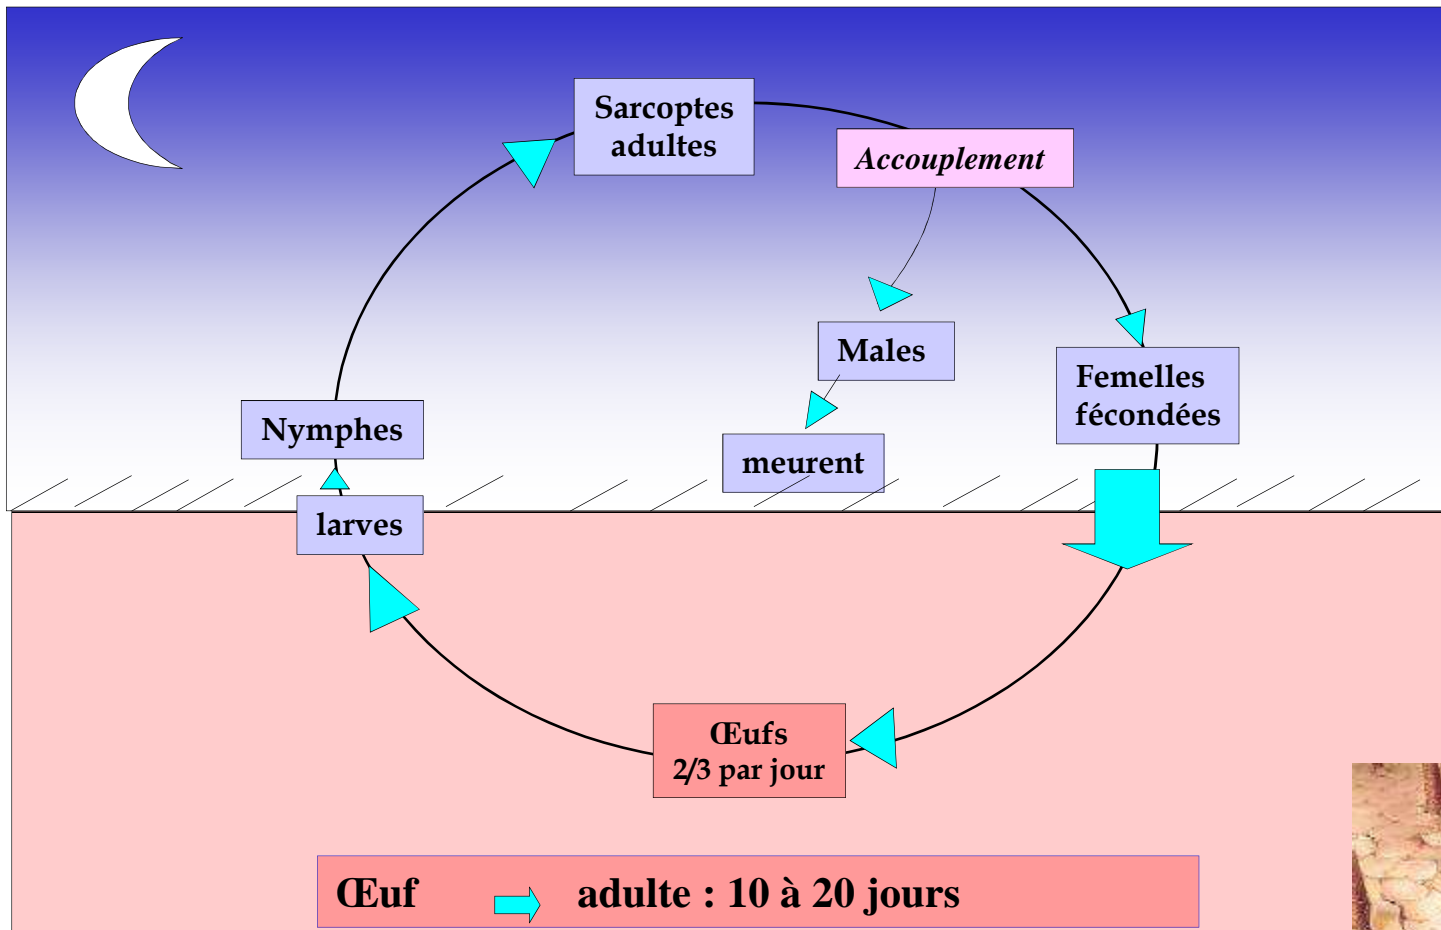 Sarcoptes
adultes
Accouplement
Males
Femelles
fécondées
Nymphes
meurent
larves
Œufs
2/3 par jour
Œuf adulte : 10 à 20 jours